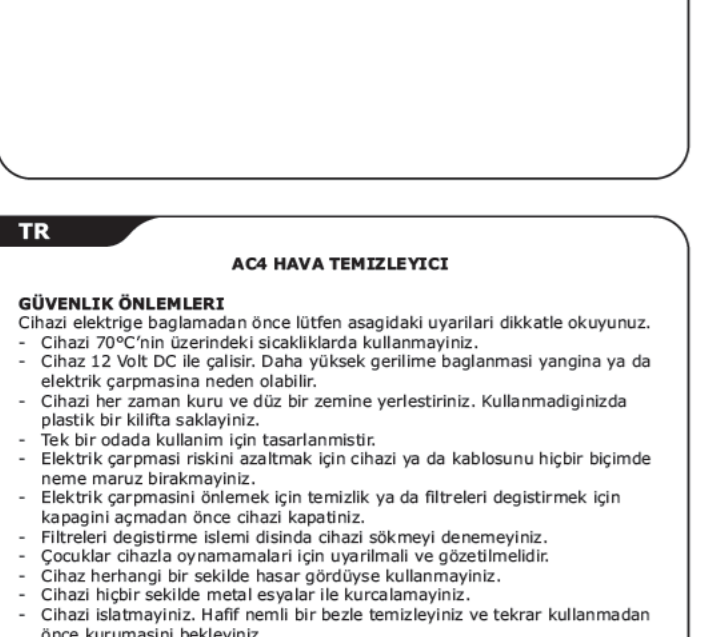 TR
AC4 HAVA TEMIZLEYICI
GÜVENLIK ÖNLEMLERI
Cihazi elektrige baglamadan önce lütfen asagidaki uyarilari dikkatle okuyunuz.
- Cihazi 70°C’nin üzerindeki sicakliklarda kullanmayiniz.
- Cihaz 12 Volt DC ile çalisir. Daha yüksek gerilime baglanmasi yangina ya da
elektrik çarpmasina neden olabilir.
- Cihazi her zaman kuru ve düz bir zemine yerlestiriniz. Kullanmadiginizda
plastik bir kilifta saklayiniz.
- Tek bir odada kullanim için tasarlanmistir.
- Elektrik çarpmasi riskini azaltmak için cihazi ya da kablosunu hiçbir biçimde
neme maruz birakmayiniz.
- Elektrik çarpmasini önlemek için temizlik ya da filtreleri degistirmek için
kapagini açmadan önce cihazi kapatiniz.
- Filtreleri degistirme islemi disinda cihazi sökmeyi denemeyiniz.
- Çocuklar cihazla oynamamalari için uyarilmali ve gözetilmelidir.
- Cihaz herhangi bir sekilde hasar gördüyse kullanmayiniz.
- Cihazi hiçbir sekilde metal esyalar ile kurcalamayiniz.
- Cihazi islatmayiniz. Hafif nemli bir bezle temizleyiniz ve tekrar kullanmadan
önce kurumasini bekleyiniz.